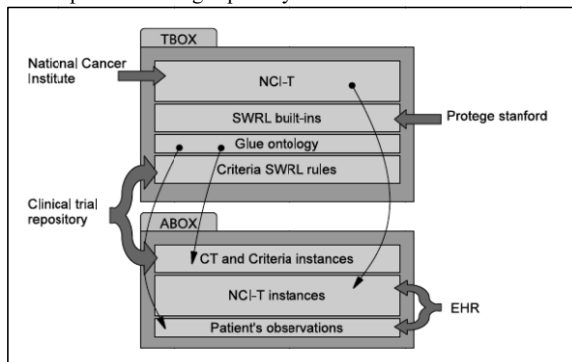 TBOX
National Cancer
Institute
NCI-T
SWRL built-ins
Protege stanford
Glue ontology
Criteria SWRL rules
Clinical trial
repository
ABOX
CT and Criteria instances
NCI-T instances
EHR
Patient's observations